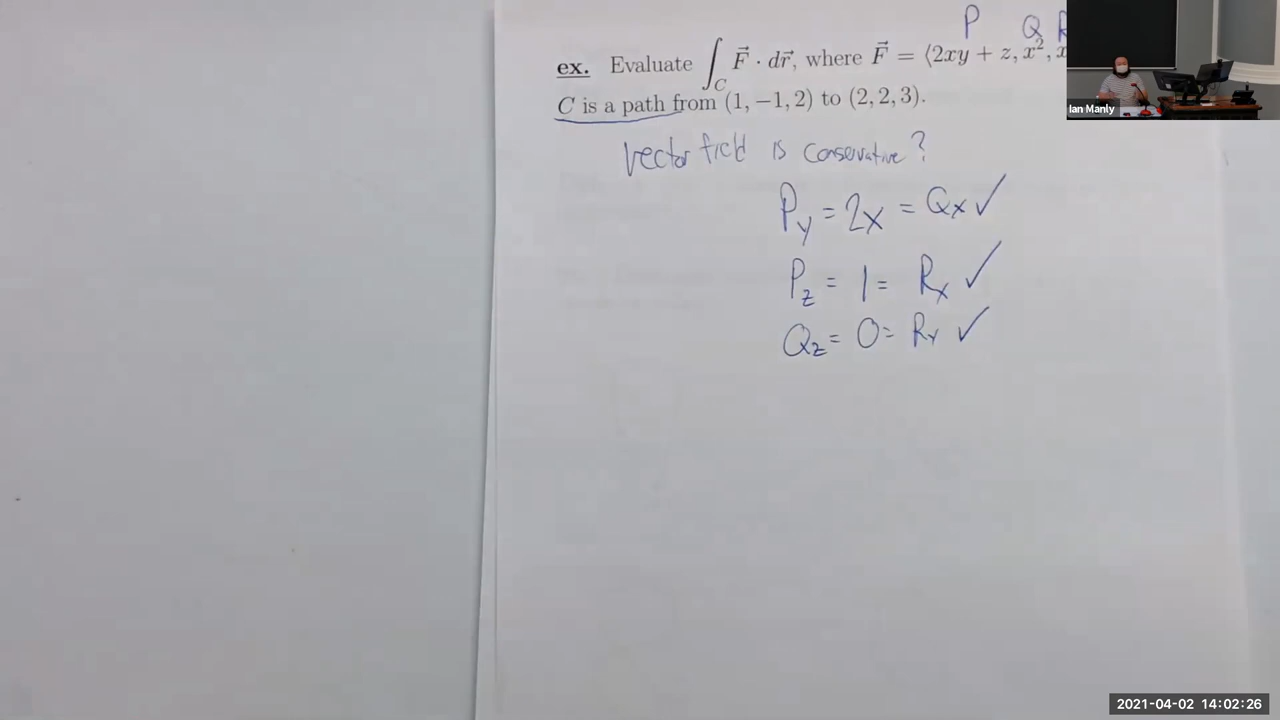 P Q R
ex. Evaluate ∫_C F⃗ · dr⃗, where F⃗ = ⟨2xy + z, x², x
C is a path from (1, −1, 2) to (2, 2, 3).
Vector field is conservative?
P_y = 2x = Q_x ✓
P_z = 1 = R_x ✓
Q_z = 0 = R_y ✓
Ian Manly
2021-04-02 14:02:26